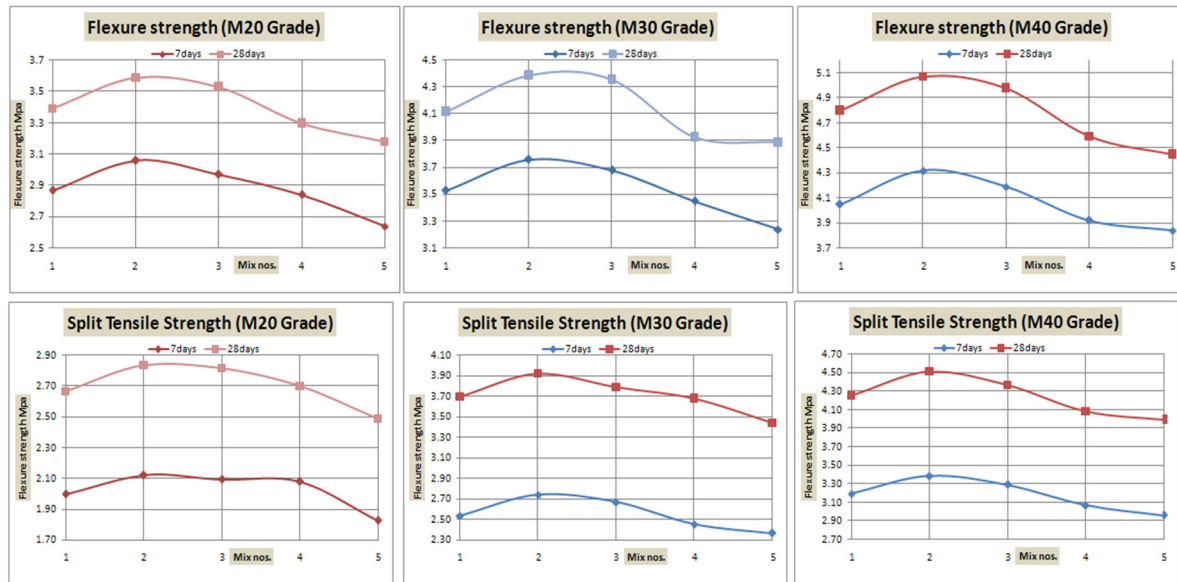 Flexure strength (M20 Grade)
7days 28days
Flexure strength Mpa
3.7
3.5
3.3
3.1
2.9
2.7
2.5
1 2 3 Mix nos. 4 5
Flexure strength (M30 Grade)
7days 28days
Flexure strength Mpa
4.5
4.3
4.1
3.9
3.7
3.5
3.3
3.1
1 2 3 Mix nos. 4 5
Flexure strength (M40 Grade)
7days 28days
Flexure strength Mpa
5.1
4.9
4.7
4.5
4.3
4.1
3.9
3.7
1 2 3 Mix nos. 4 5
Split Tensile Strength (M20 Grade)
7days 28days
Flexure strength Mpa
2.90
2.70
2.50
2.30
2.10
1.90
1.70
1 2 3 Mix nos. 4 5
Split Tensile Strength (M30 Grade)
7days 28days
Flexure strength Mpa
4.10
3.90
3.70
3.50
3.30
3.10
2.90
2.70
2.50
2.30
1 2 3 Mix nos. 4 5
Split Tensile Strength (M40 Grade)
7days 28days
Flexure strength Mpa
4.70
4.50
4.30
4.10
3.90
3.70
3.50
3.30
3.10
2.90
2.70
1 2 3 Mix nos. 4 5